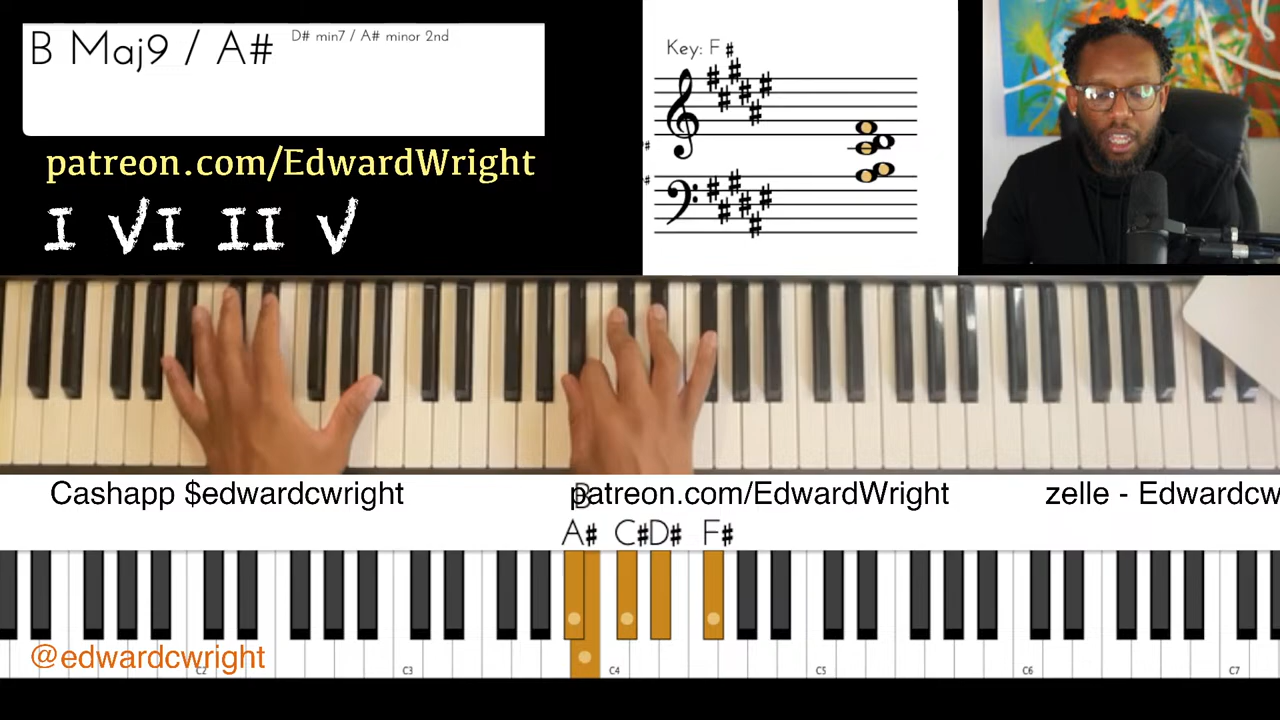 B Maj9 / A#
D# min7 / A# minor 2nd
patreon.com/EdwardWright
I VI II V
Key: F#
Cashapp $edwardcwright
patreon.com/EdwardWright
zelle - Edwardcw
B
A# C# D# F#
@edwardcwright
C2 C3 C4 C5 C6 C7